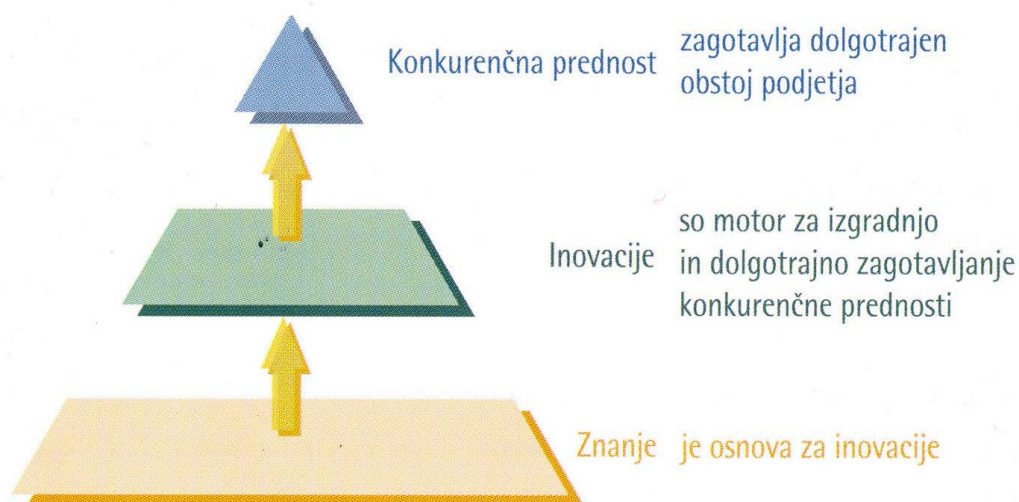 Konkurenčna prednost zagotavlja dolgotrajen
obstoj podjetja
so motor za izgradnjo
Inovacije in dolgotrajno zagotavljanje
konkurenčne prednosti
Znanje je osnova za inovacije